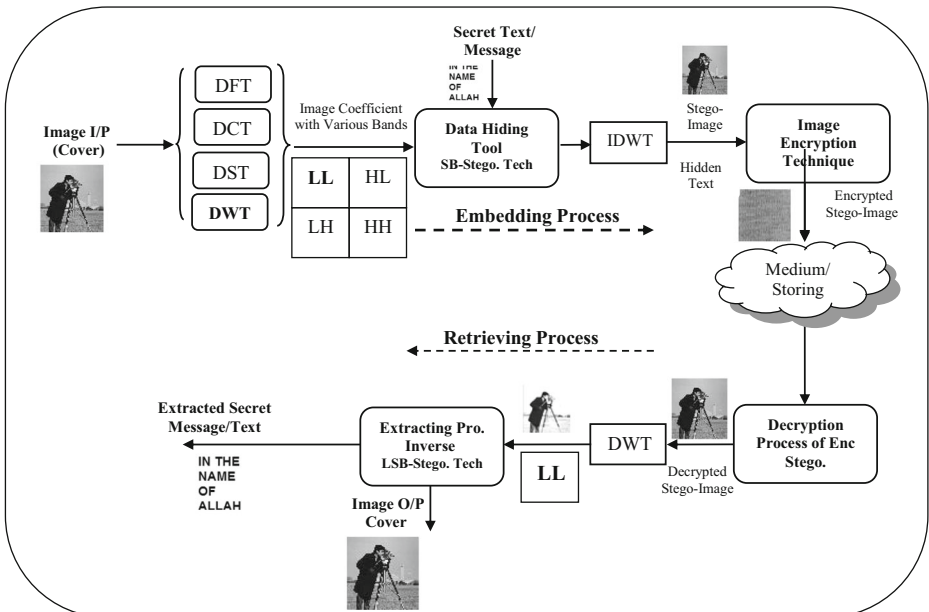 Secret Text/
Message
IN THE
NAME
OF
ALLAH
DFT
DCT
DST
DWT
Image I/P
(Cover)
Image Coefficient
with Various Bands
LL
HL
LH
HH
Data Hiding
Tool
SB-Stego. Tech
IDWT
Stego-
Image
Hidden
Text
Image
Encryption
Technique
Encrypted
Stego-Image
Embedding Process
Medium/
Storing
Retrieving Process
Extracted Secret
Message/Text
IN THE
NAME
OF
ALLAH
Extracting Pro.
Inverse
LSB-Stego. Tech
LL
DWT
Decrypted
Stego-Image
Decryption
Process of Enc
Stego.
Image O/P
Cover